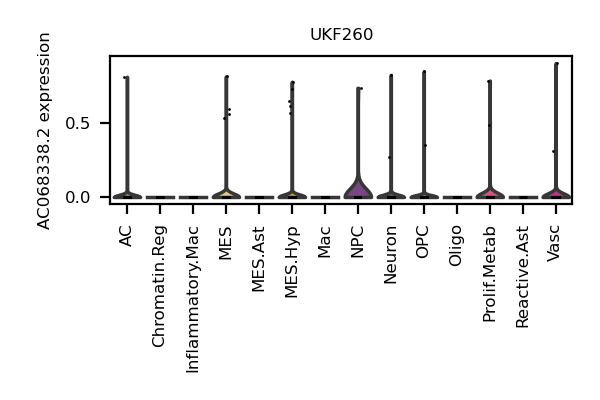 UKF260
AC068338.2 expression
0.5
0.0
AC
Chromatin.Reg
Inflammatory.Mac
MES
MES.Ast
MES.Hyp
Mac
NPC
Neuron
OPC
Oligo
Prolif.Metab
Reactive.Ast
Vasc